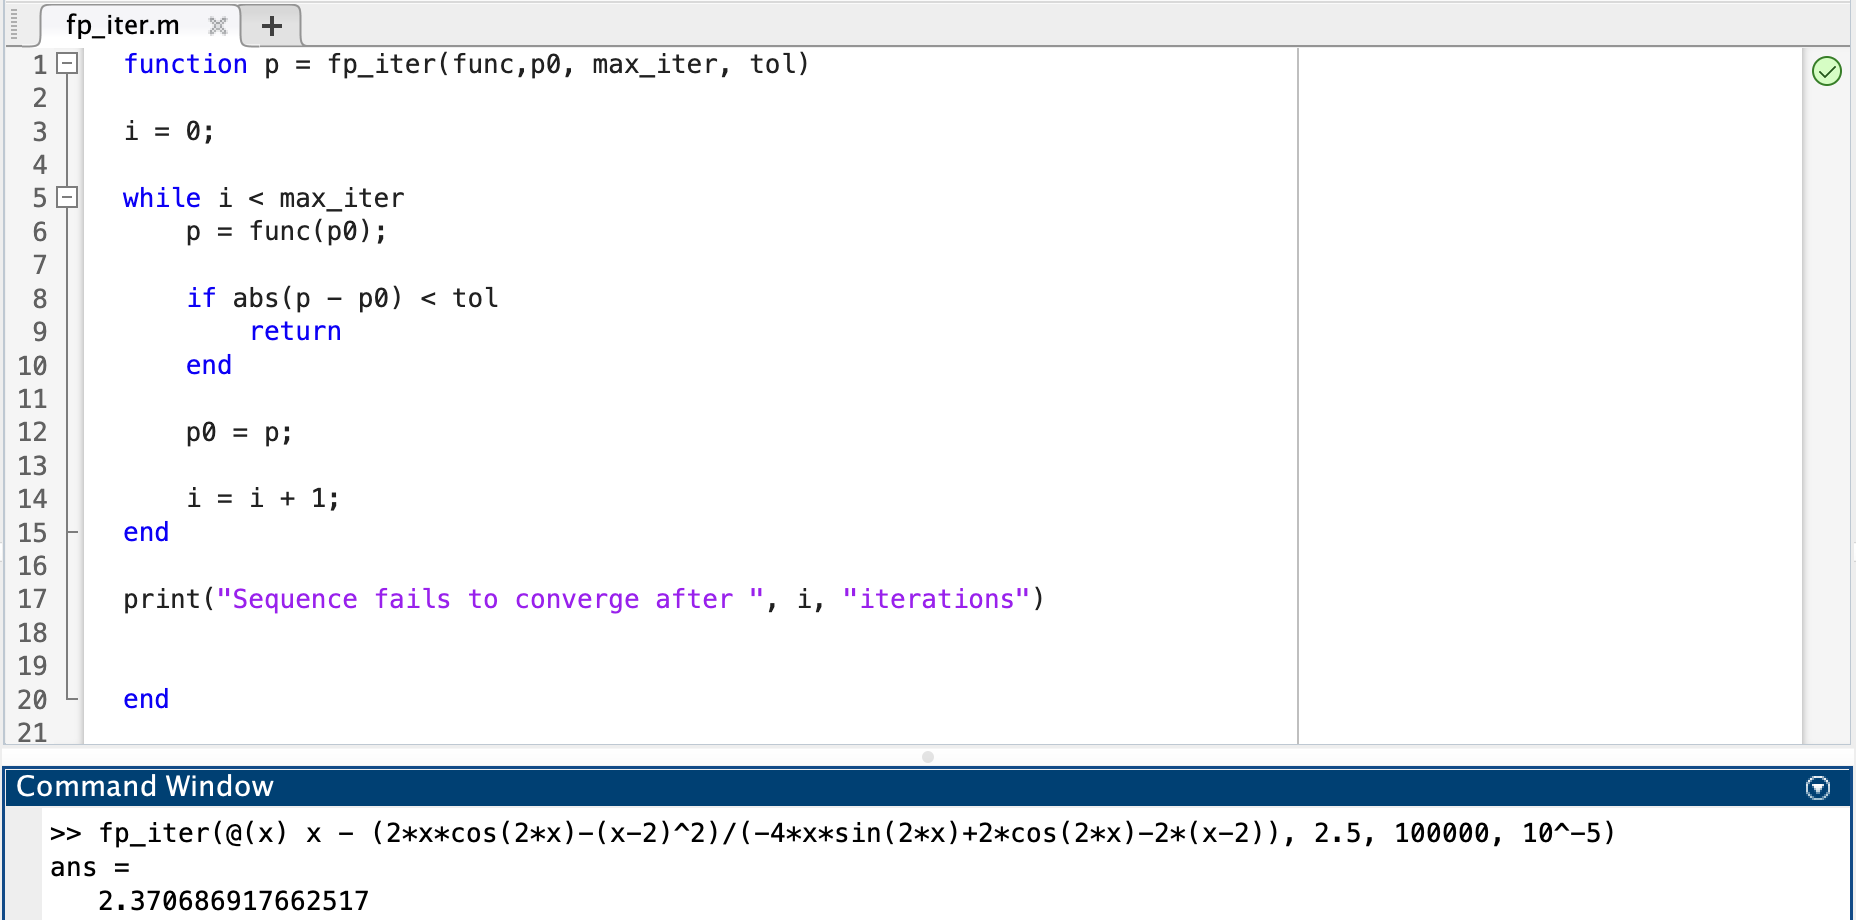 fp_iter.m
1 function p = fp_iter(func,p0, max_iter, tol)
2
3 i = 0;
4
5 while i < max_iter
6 p = func(p0);
7
8 if abs(p - p0) < tol
9 return
10 end
11
12 p0 = p;
13
14 i = i + 1;
15 end
16
17 print("Sequence fails to converge after ", i, "iterations")
18
19
20 end
21
Command Window
>> fp_iter(@(x) x - (2*x*cos(2*x)-(x-2)^2)/(-4*x*sin(2*x)+2*cos(2*x)-2*(x-2)), 2.5, 100000, 10^-5)
ans =
2.370686917662517